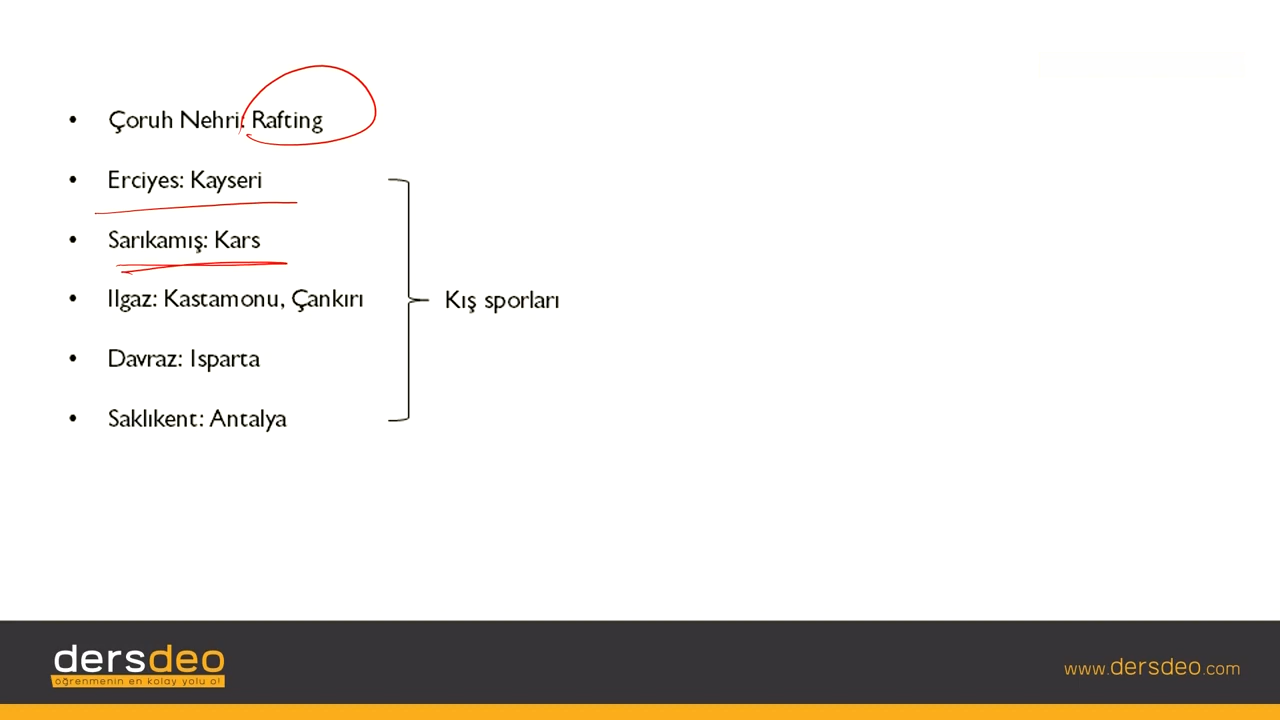 • Çoruh Nehri: Rafting
• Erciyes: Kayseri
• Sarıkamış: Kars
• Ilgaz: Kastamonu, Çankırı
• Davraz: Isparta
• Saklıkent: Antalya
Kış sporları
dersdeo
öğrenmenin en kolay yolu o!
www.dersdeo.com